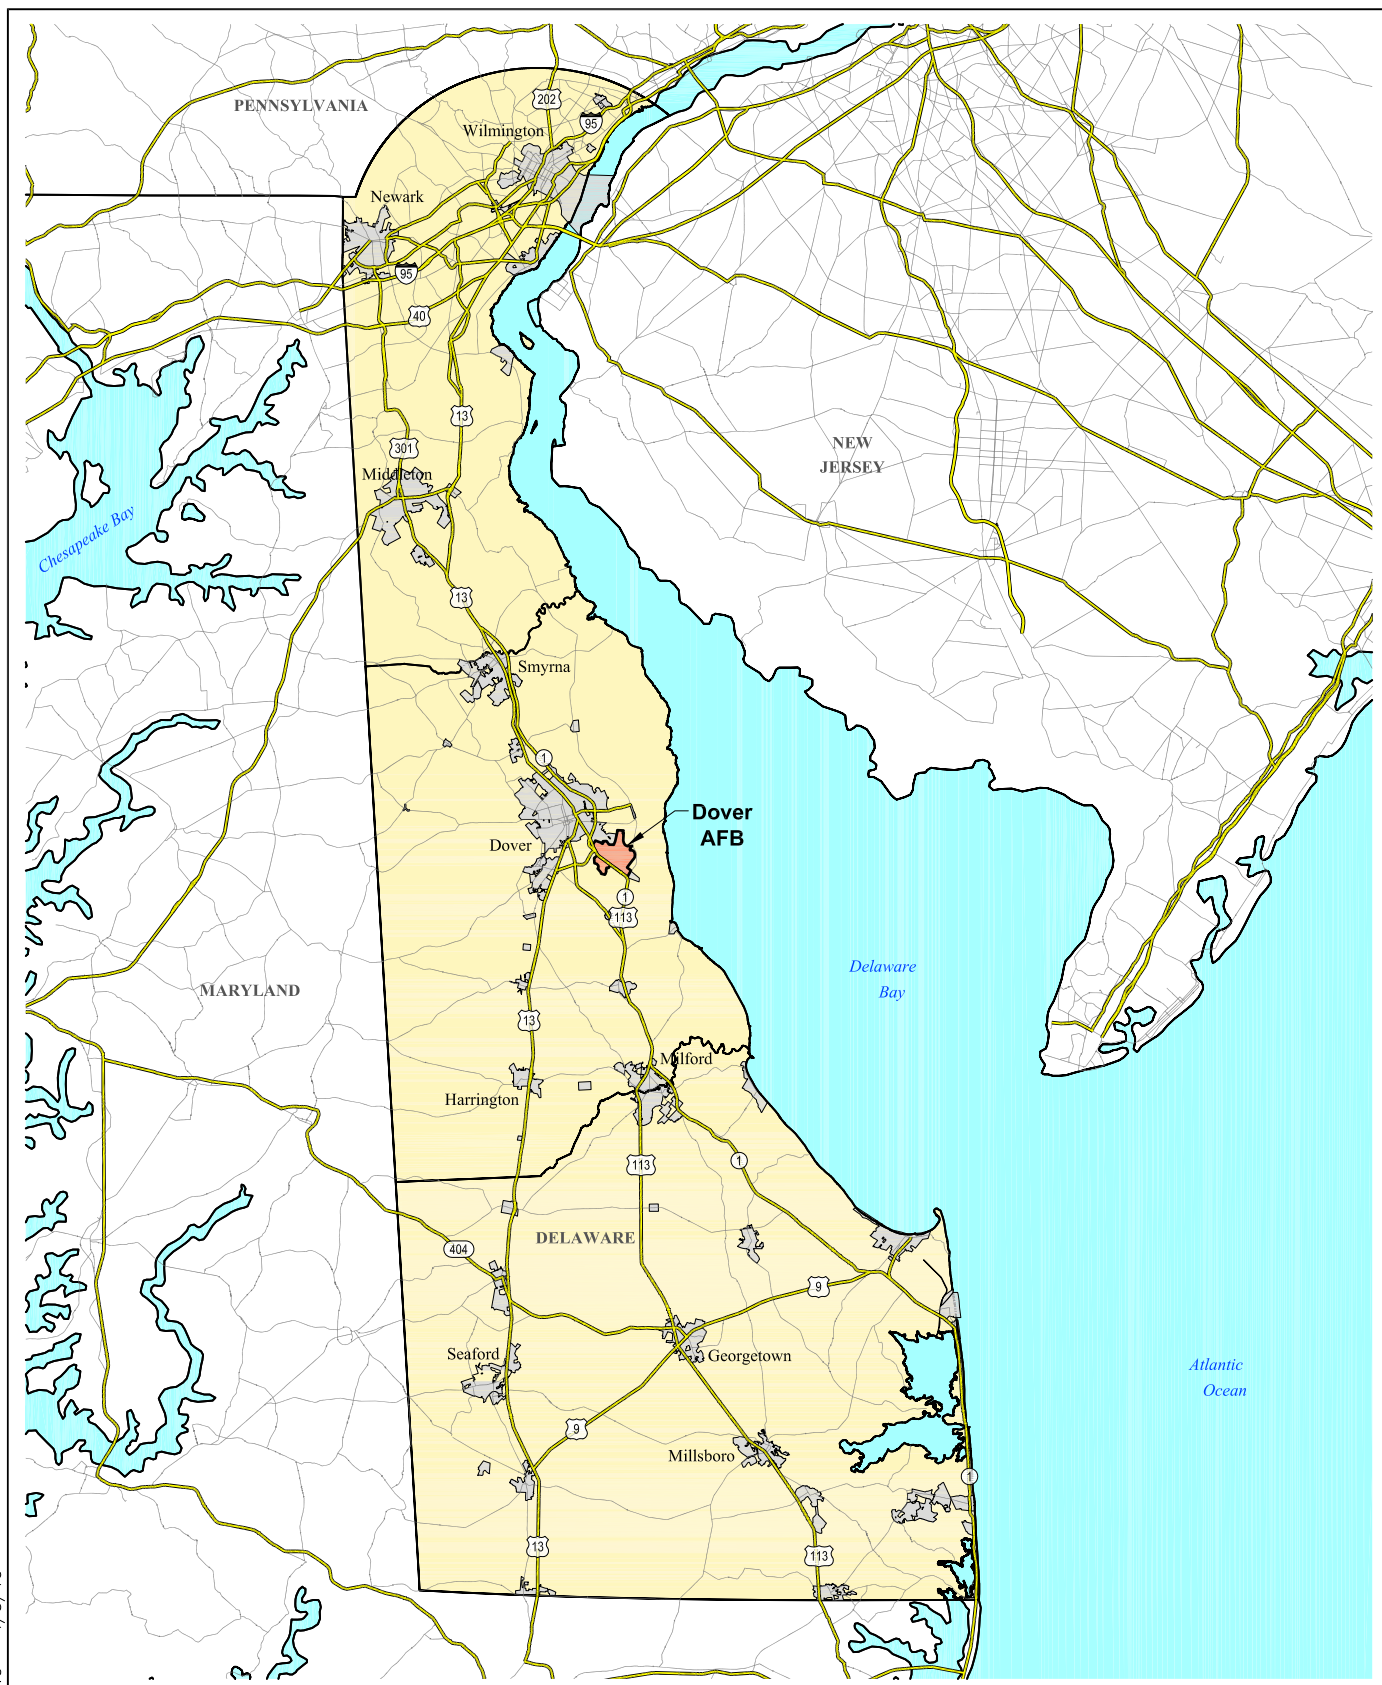 PENNSYLVANIA
202
Wilmington
95
Newark
95
40
13
301
NEW
JERSEY
Middleton
Chesapeake Bay
13
Smyrna
1
Dover
AFB
Dover
1
113
Delaware
Bay
MARYLAND
13
Milford
Harrington
113
1
DELAWARE
404
9
Seaford
Georgetown
Atlantic
Ocean
9
Millsboro
1
13
113